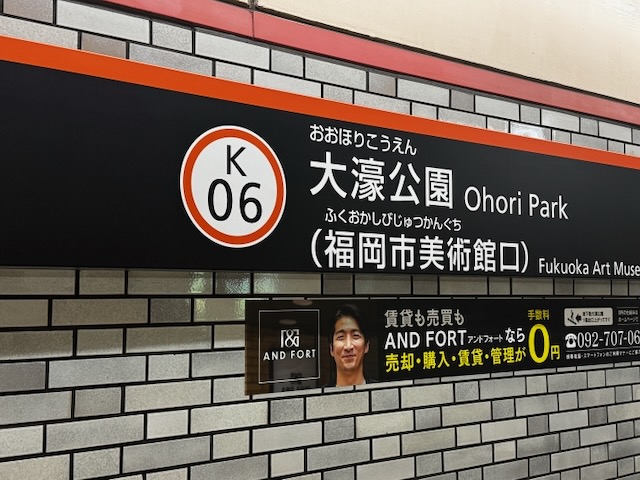 K
06
おおほりこうえん
大濠公園 Ohori Park
ふくおかしびじゅつかんぐち
(福岡市美術館口) Fukuoka Art Muse
AND FORT
賃貸も売買も
AND FORT アンドフォート なら
売却・購入・賃貸・管理が
手数料
0円
☎092-707-06